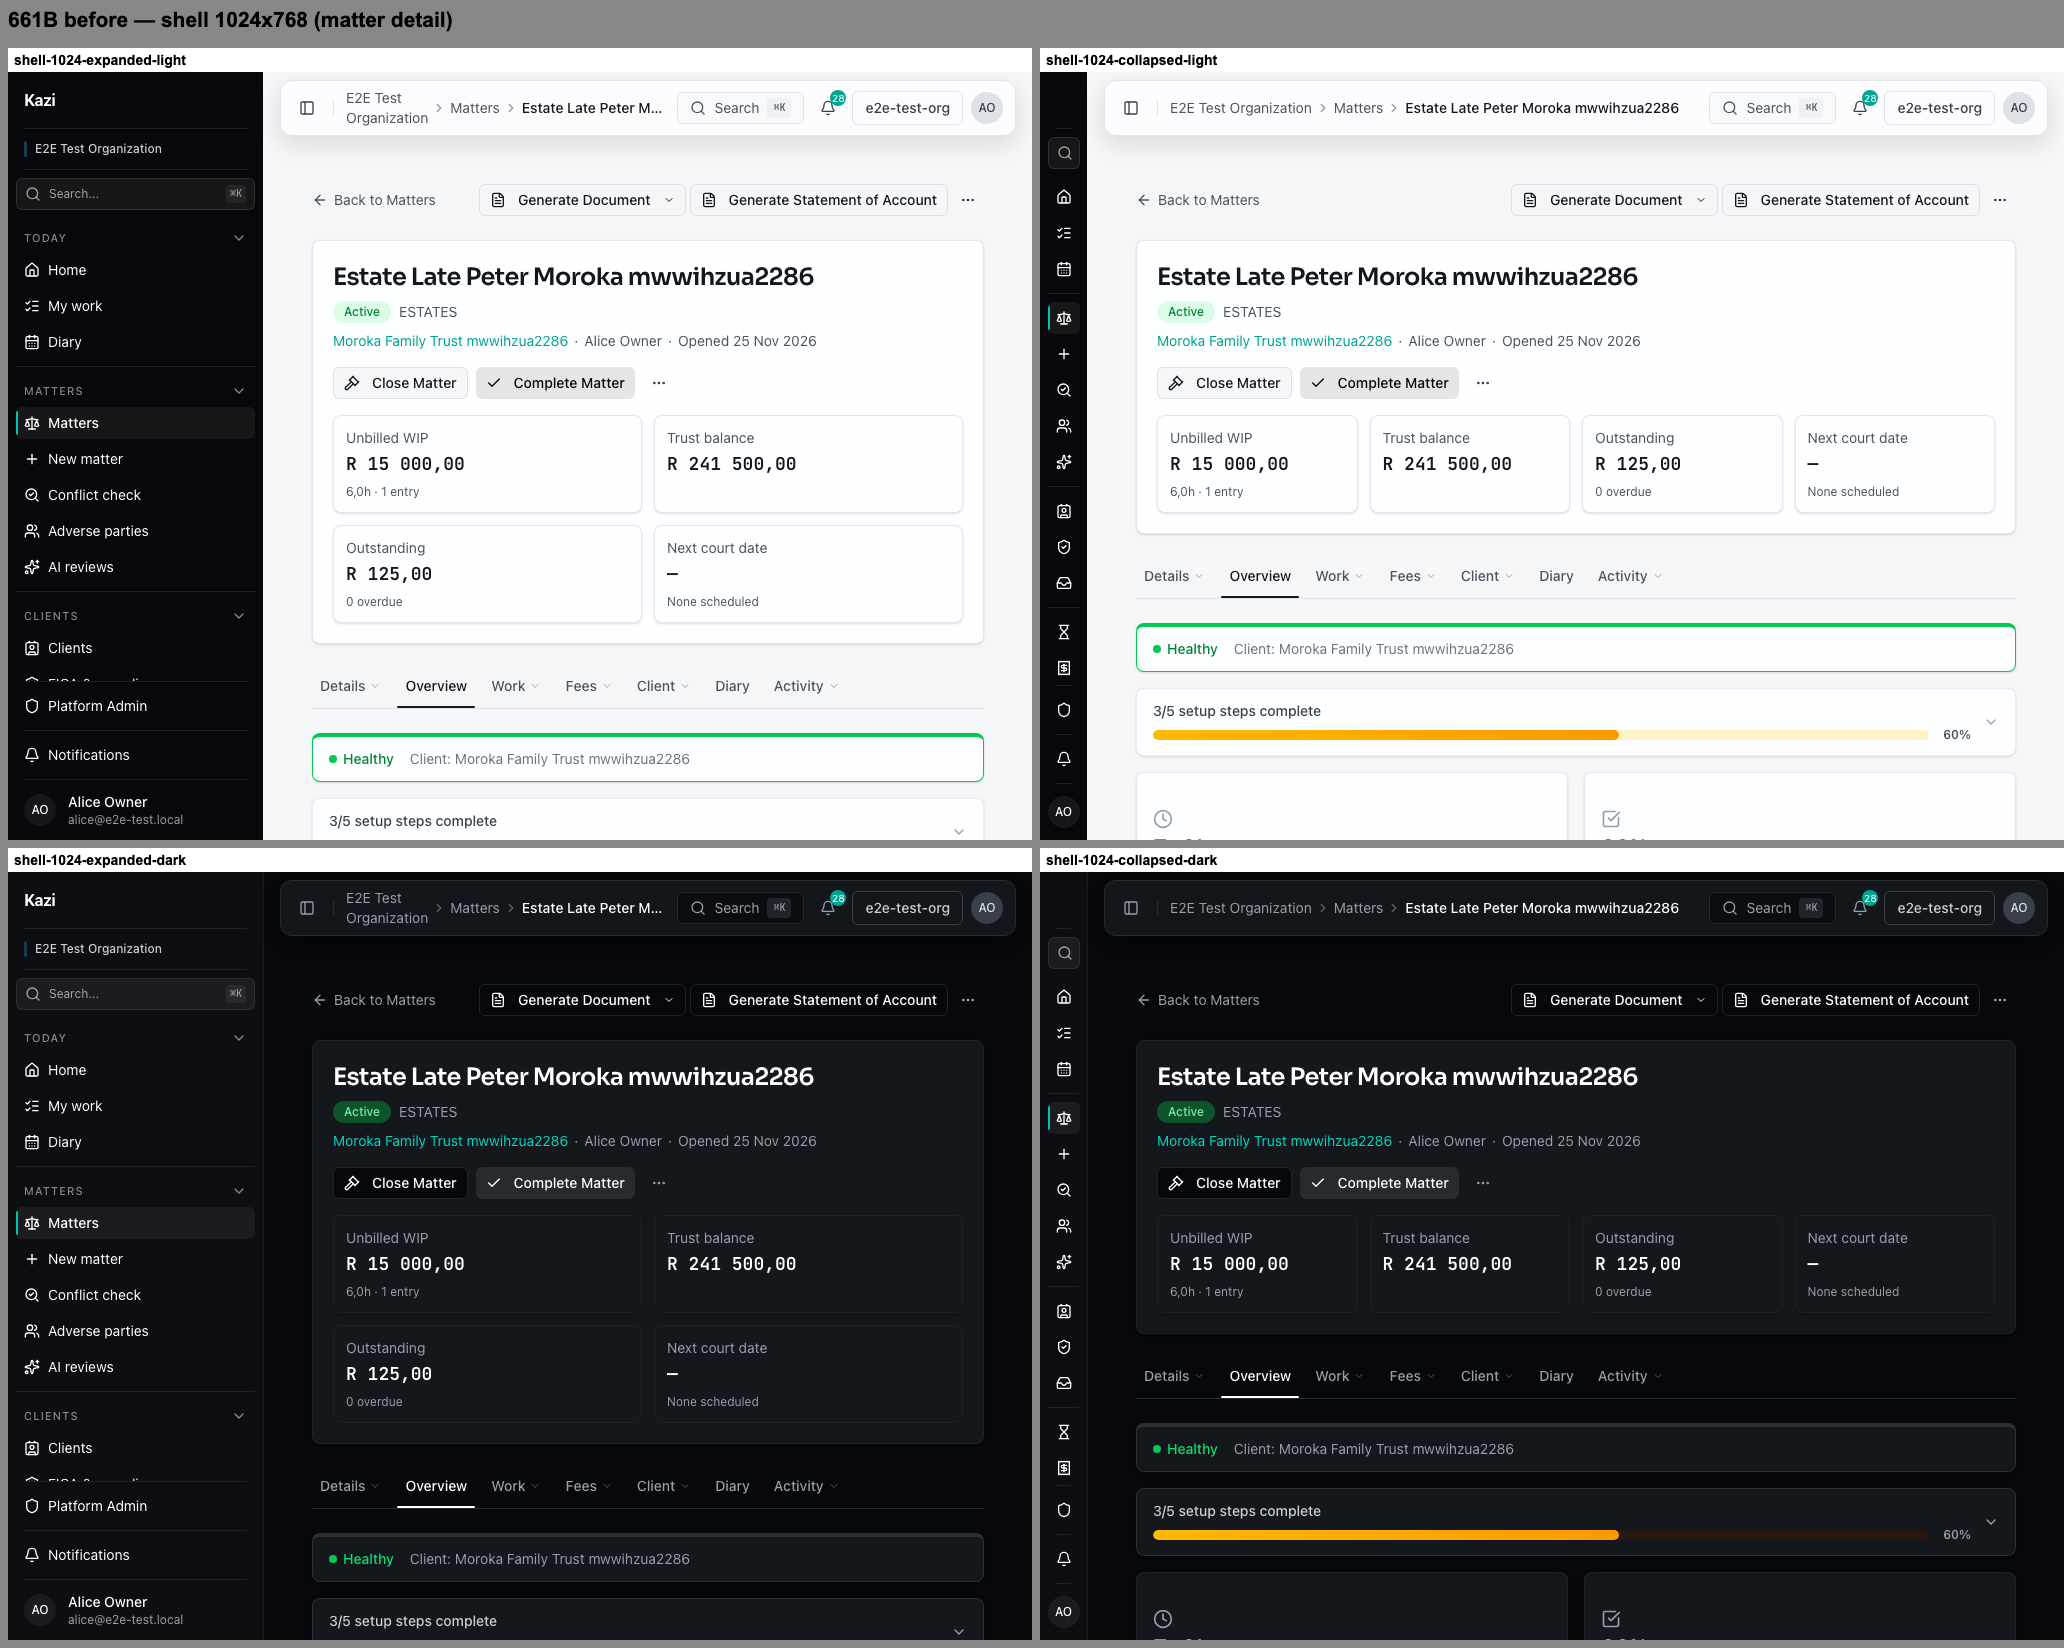 661B before — shell 1024x768 (matter detail)
shell-1024-expanded-light
Kazi
E2E Test Organization
Search... ⌘K
TODAY
Home
My work
Diary
MATTERS
Matters
New matter
Conflict check
Adverse parties
AI reviews
CLIENTS
Clients
Platform Admin
Notifications
AO Alice Owner
alice@e2e-test.local
E2E Test
Organization
Matters
Estate Late Peter M...
Search ⌘K
28
e2e-test-org
AO
Back to Matters
Generate Document
Generate Statement of Account
Estate Late Peter Moroka mwwihzua2286
Active ESTATES
Moroka Family Trust mwwihzua2286 · Alice Owner · Opened 25 Nov 2026
Close Matter
Complete Matter
Unbilled WIP
R 15 000,00
6,0h · 1 entry
Trust balance
R 241 500,00
Outstanding
R 125,00
0 overdue
Next court date
—
None scheduled
Details Overview Work Fees Client Diary Activity
Healthy Client: Moroka Family Trust mwwihzua2286
3/5 setup steps complete
shell-1024-collapsed-light
E2E Test Organization
Matters
Estate Late Peter Moroka mwwihzua2286
Search ⌘K
28
e2e-test-org
AO
Back to Matters
Generate Document
Generate Statement of Account
Estate Late Peter Moroka mwwihzua2286
Active ESTATES
Moroka Family Trust mwwihzua2286 · Alice Owner · Opened 25 Nov 2026
Close Matter
Complete Matter
Unbilled WIP
R 15 000,00
6,0h · 1 entry
Trust balance
R 241 500,00
Outstanding
R 125,00
0 overdue
Next court date
—
None scheduled
Details Overview Work Fees Client Diary Activity
Healthy Client: Moroka Family Trust mwwihzua2286
3/5 setup steps complete
60%
AO
shell-1024-expanded-dark
Kazi
E2E Test Organization
Search... ⌘K
TODAY
Home
My work
Diary
MATTERS
Matters
New matter
Conflict check
Adverse parties
AI reviews
CLIENTS
Clients
Platform Admin
Notifications
AO Alice Owner
alice@e2e-test.local
E2E Test
Organization
Matters
Estate Late Peter M...
Search ⌘K
28
e2e-test-org
AO
Back to Matters
Generate Document
Generate Statement of Account
Estate Late Peter Moroka mwwihzua2286
Active ESTATES
Moroka Family Trust mwwihzua2286 · Alice Owner · Opened 25 Nov 2026
Close Matter
Complete Matter
Unbilled WIP
R 15 000,00
6,0h · 1 entry
Trust balance
R 241 500,00
Outstanding
R 125,00
0 overdue
Next court date
—
None scheduled
Details Overview Work Fees Client Diary Activity
Healthy Client: Moroka Family Trust mwwihzua2286
3/5 setup steps complete
shell-1024-collapsed-dark
E2E Test Organization
Matters
Estate Late Peter Moroka mwwihzua2286
Search ⌘K
28
e2e-test-org
AO
Back to Matters
Generate Document
Generate Statement of Account
Estate Late Peter Moroka mwwihzua2286
Active ESTATES
Moroka Family Trust mwwihzua2286 · Alice Owner · Opened 25 Nov 2026
Close Matter
Complete Matter
Unbilled WIP
R 15 000,00
6,0h · 1 entry
Trust balance
R 241 500,00
Outstanding
R 125,00
0 overdue
Next court date
—
None scheduled
Details Overview Work Fees Client Diary Activity
Healthy Client: Moroka Family Trust mwwihzua2286
3/5 setup steps complete
60%
AO